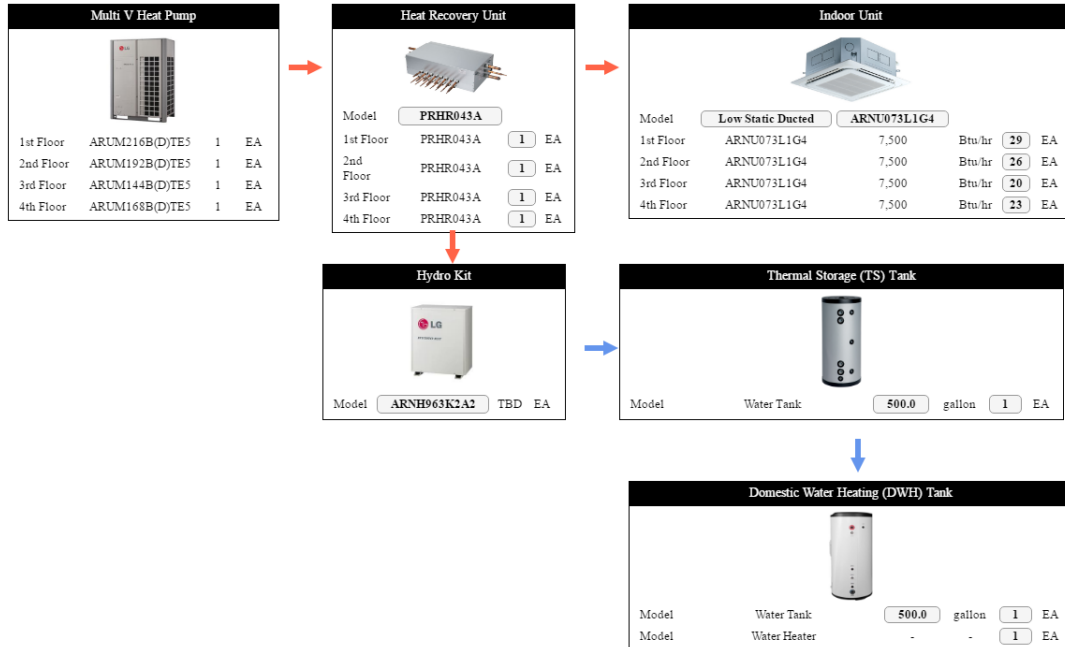 Multi V Heat Pump
LG
1st Floor ARUM216B(D)TE5 1 EA
2nd Floor ARUM192B(D)TE5 1 EA
3rd Floor ARUM144B(D)TE5 1 EA
4th Floor ARUM168B(D)TE5 1 EA
Heat Recovery Unit
Model PRHR043A
1st Floor PRHR043A 1 EA
2nd
Floor PRHR043A 1 EA
3rd Floor PRHR043A 1 EA
4th Floor PRHR043A 1 EA
Indoor Unit
Model Low Static Ducted ARNU073L1G4
1st Floor ARNU073L1G4 7,500 Btu/hr 29 EA
2nd Floor ARNU073L1G4 7,500 Btu/hr 26 EA
3rd Floor ARNU073L1G4 7,500 Btu/hr 20 EA
4th Floor ARNU073L1G4 7,500 Btu/hr 23 EA
Hydro Kit
LG
Model ARNH963K2A2 TBD EA
Thermal Storage (TS) Tank
Model Water Tank 500.0 gallon 1 EA
Domestic Water Heating (DWH) Tank
Model Water Tank 500.0 gallon 1 EA
Model Water Heater - - 1 EA